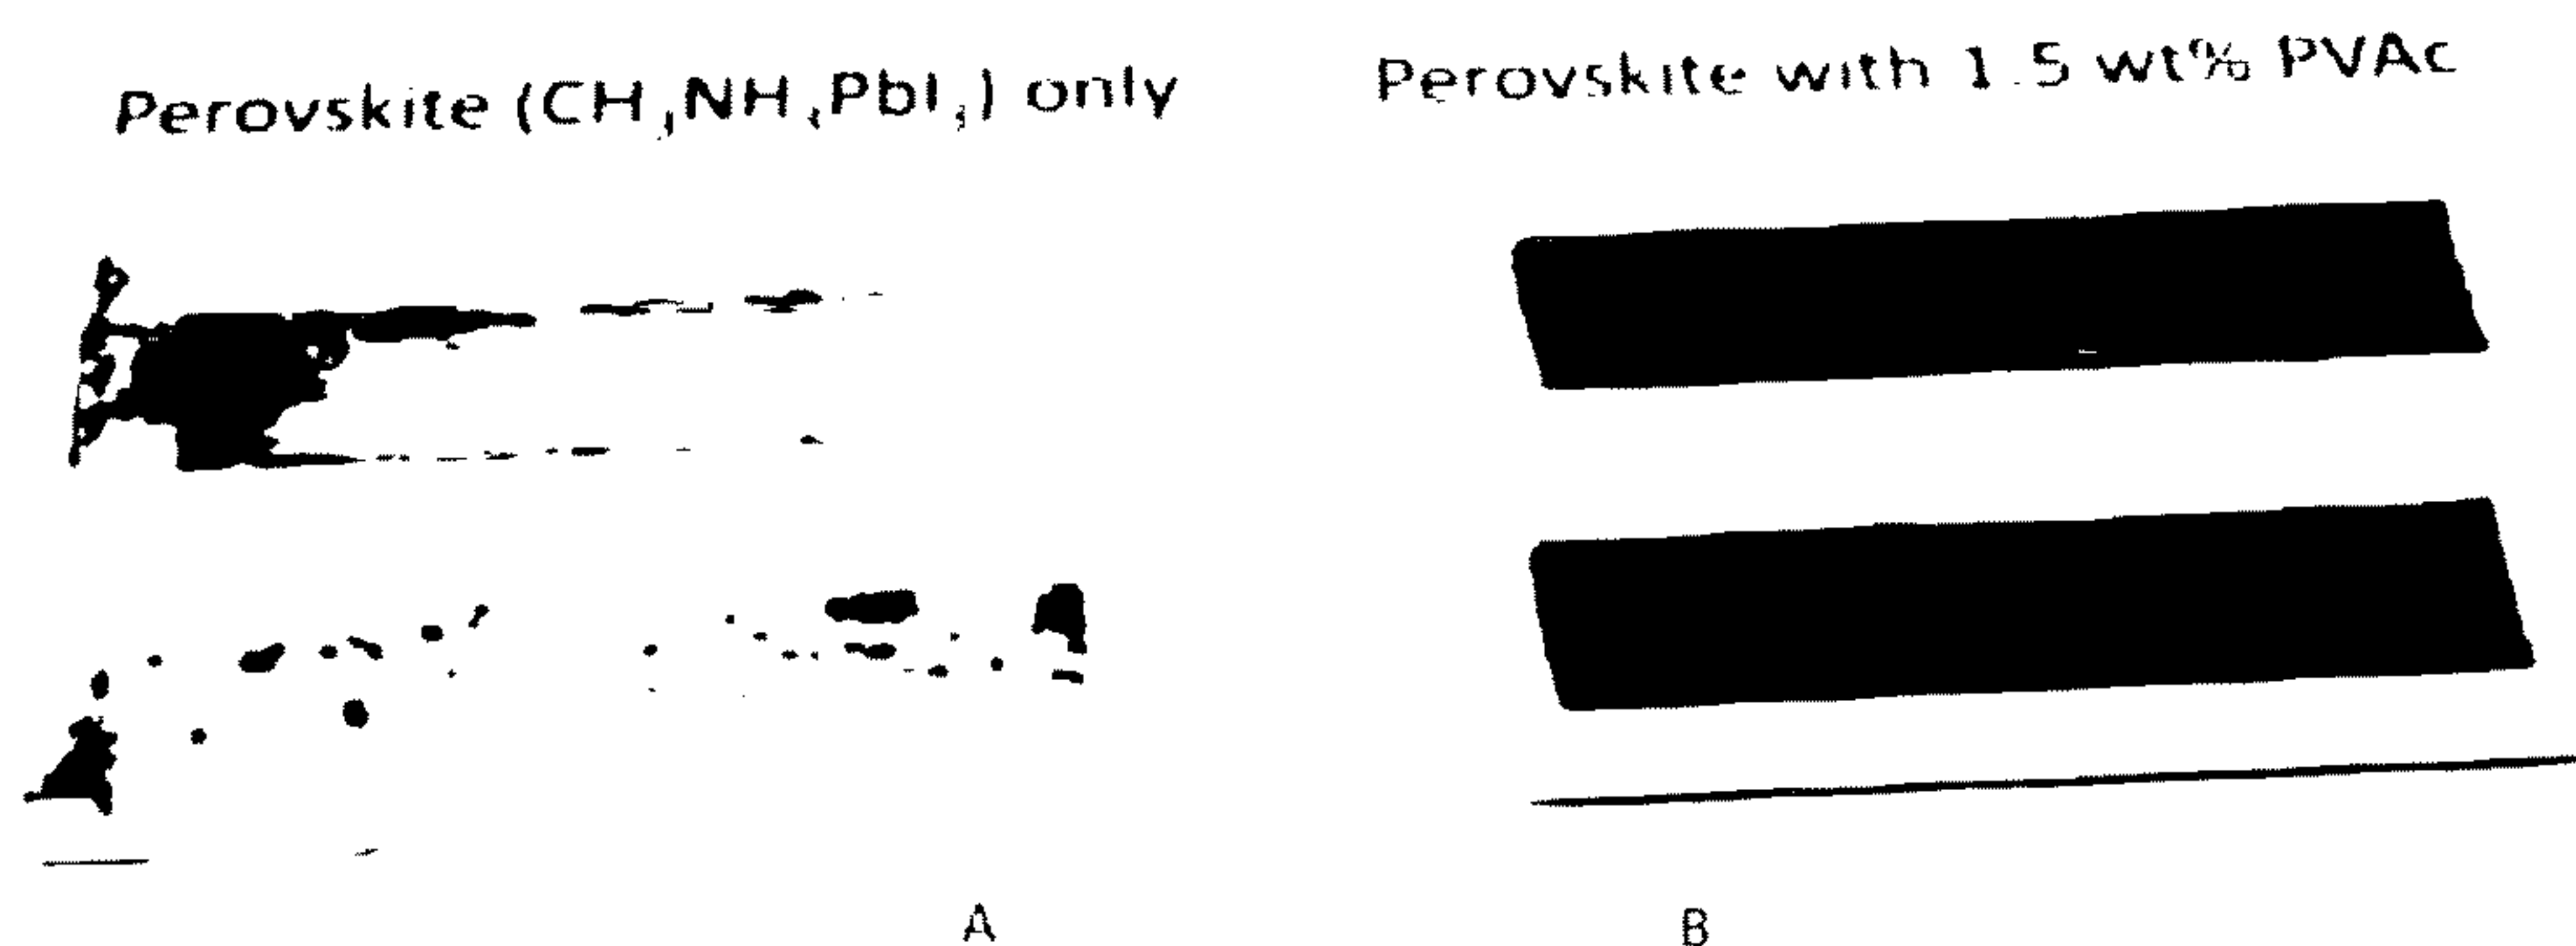 Perovskite (CH₃NH₃PbI₃) only
Perovskite with 1.5 wt% PVAc
A
B